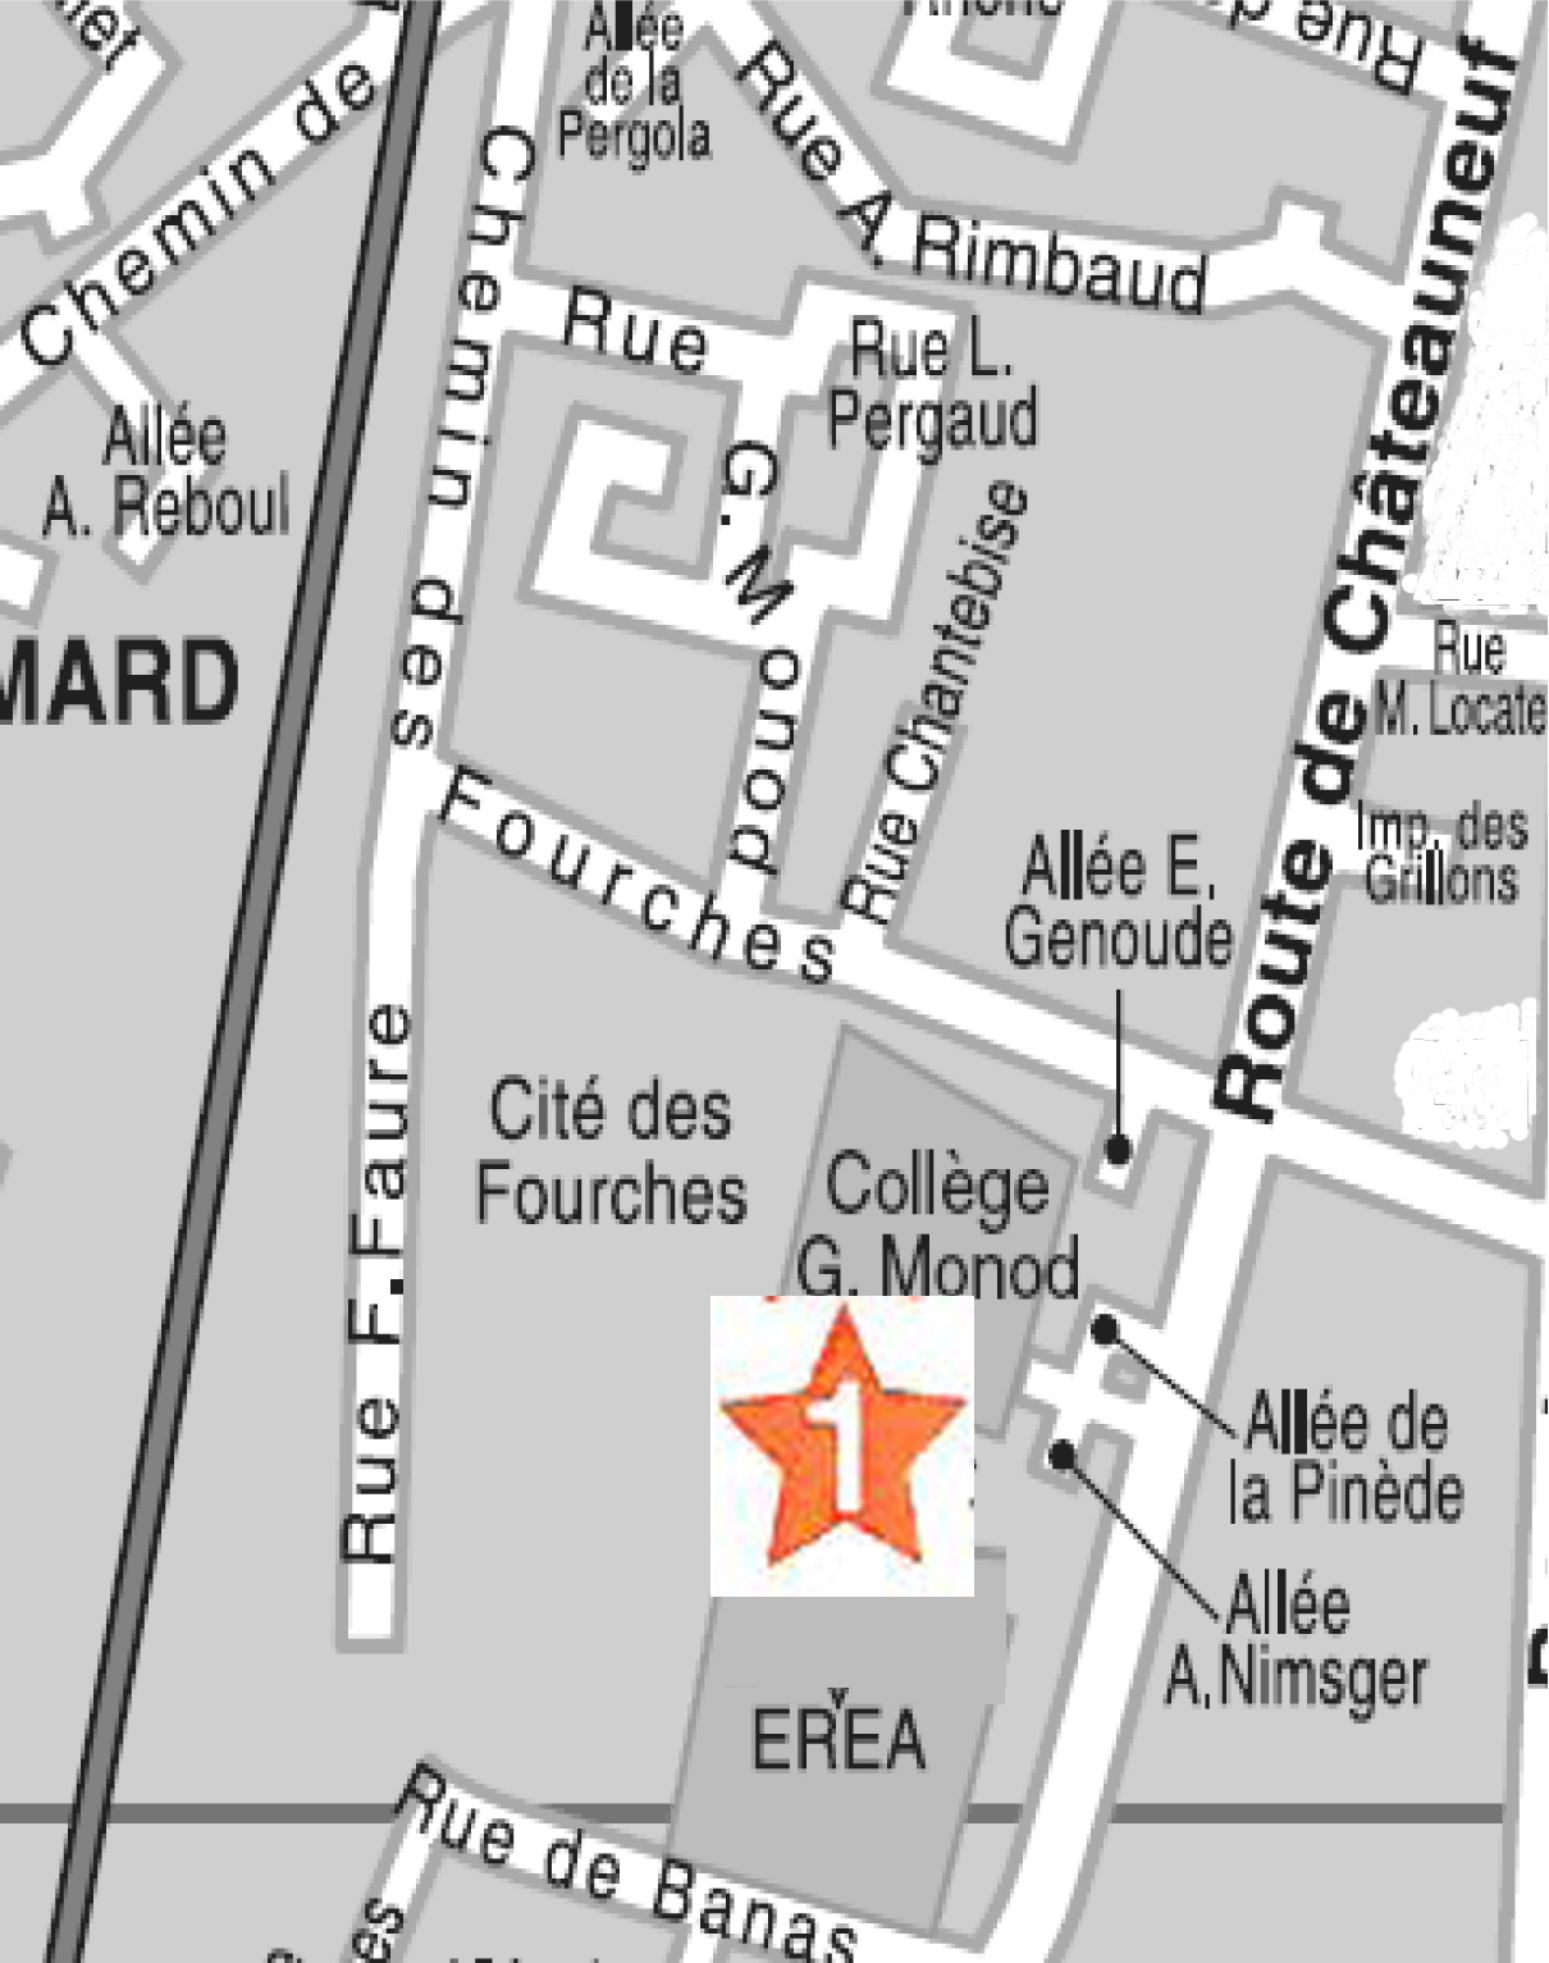 Allée
de la
Pergola
Rue A. Rimbaud
Chemin de
Chemin des Fourches
Rue G. Monod
Rue L.
Pergaud
Allée
A. Reboul
Rue Chantebise
Route de Châteauneuf
Rue
M. Locate
MARD
Imp. des
Grillons
Allée E.
Genoude
Rue F. Faure
Cité des
Fourches
Collège
G. Monod
1
Allée de
la Pinède
Allée
A. Nimsger
EREA
Rue de Banas